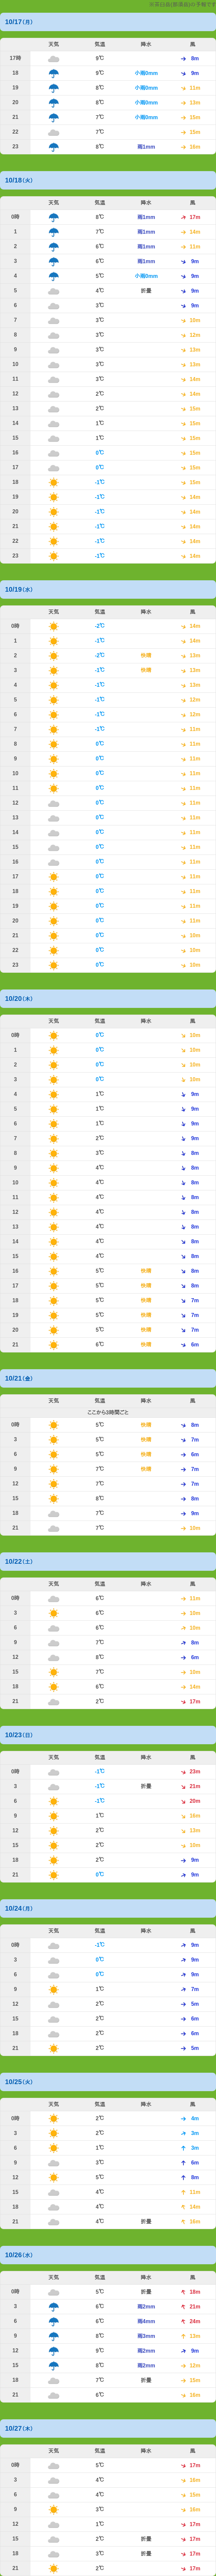 ※茶臼岳(那須岳)の予報です
10/17(月)
天気 気温 降水 風
17時 9℃ 8m
18 9℃ 小雨0mm 9m
19 8℃ 小雨0mm 11m
20 8℃ 小雨0mm 15m
21 7℃ 小雨0mm 15m
22 7℃ 15m
23 8℃ 雨1mm 16m
10/18(火)
天気 気温 降水 風
0時 8℃ 雨1mm 17m
1 7℃ 雨1mm 14m
2 6℃ 雨1mm 11m
3 6℃ 雨1mm 9m
4 5℃ 小雨0mm 9m
5 4℃ 折曇 9m
6 3℃ 9m
7 3℃ 10m
8 3℃ 12m
9 3℃ 12m
10 3℃ 13m
11 3℃ 14m
12 2℃ 14m
13 2℃ 15m
14 1℃ 15m
15 1℃ 15m
16 0℃ 15m
17 0℃ 15m
18 -1℃ 15m
19 -1℃ 14m
20 -1℃ 14m
21 -1℃ 14m
22 -1℃ 14m
23 -1℃ 14m
10/19(水)
天気 気温 降水 風
0時 -2℃ 14m
1 -1℃ 14m
2 -2℃ 快晴 13m
3 -1℃ 快晴 13m
4 -1℃ 13m
5 -1℃ 12m
6 -1℃ 12m
7 -1℃ 11m
8 0℃ 11m
9 0℃ 11m
10 0℃ 11m
11 0℃ 11m
12 0℃ 11m
13 0℃ 11m
14 0℃ 11m
15 0℃ 11m
16 0℃ 11m
17 0℃ 11m
18 0℃ 11m
19 0℃ 11m
20 0℃ 11m
21 0℃ 10m
22 0℃ 10m
23 0℃ 10m
10/20(木)
天気 気温 降水 風
0時 0℃ 10m
1 0℃ 10m
2 0℃ 10m
3 0℃ 10m
4 1℃ 9m
5 1℃ 9m
6 1℃ 9m
7 2℃ 9m
8 3℃ 8m
9 4℃ 8m
10 4℃ 8m
11 4℃ 8m
12 4℃ 8m
13 4℃ 8m
14 4℃ 8m
15 4℃ 8m
16 5℃ 快晴 8m
17 5℃ 快晴 8m
18 5℃ 快晴 7m
19 5℃ 快晴 7m
20 5℃ 快晴 7m
21 6℃ 快晴 6m
10/21(金)
天気 気温 降水 風
ここから3時間ごと
0時 5℃ 快晴 8m
3 5℃ 快晴 7m
6 5℃ 快晴 6m
9 7℃ 快晴 7m
12 7℃ 7m
15 8℃ 8m
18 7℃ 9m
21 7℃ 10m
10/22(土)
天気 気温 降水 風
0時 6℃ 11m
3 6℃ 10m
6 6℃ 10m
9 7℃ 8m
12 8℃ 6m
15 7℃ 10m
18 6℃ 14m
21 2℃ 17m
10/23(日)
天気 気温 降水 風
0時 -1℃ 23m
3 -1℃ 折曇 21m
6 -1℃ 20m
9 1℃ 16m
12 2℃ 13m
15 2℃ 10m
18 2℃ 9m
21 0℃ 9m
10/24(月)
天気 気温 降水 風
0時 -1℃ 9m
3 0℃ 9m
6 0℃ 9m
9 1℃ 7m
12 2℃ 5m
15 2℃ 6m
18 2℃ 6m
21 2℃ 5m
10/25(火)
天気 気温 降水 風
0時 2℃ 4m
3 2℃ 3m
6 1℃ 3m
9 3℃ 6m
12 5℃ 8m
15 4℃ 11m
18 4℃ 14m
21 4℃ 折曇 16m
10/26(水)
天気 気温 降水 風
0時 5℃ 折曇 18m
3 6℃ 雨2mm 21m
6 6℃ 雨4mm 24m
9 8℃ 雨3mm 13m
12 9℃ 雨2mm 9m
15 8℃ 雨2mm 12m
18 7℃ 折曇 15m
21 6℃ 16m
10/27(木)
天気 気温 降水 風
0時 5℃ 17m
3 4℃ 16m
6 4℃ 15m
9 3℃ 16m
12 1℃ 17m
15 2℃ 折曇 17m
18 3℃ 折曇 17m
21 2℃ 17m